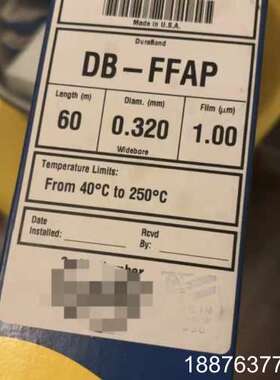 Made in U.S.A.
DuraBond
DB-FFAP
Length (m) Diam. (mm) Film (µm)
60 0.320 1.00
Widebore
Temperature Limits:
From 40°C to 250°C
Date Installed: Rcvd By:
18876377